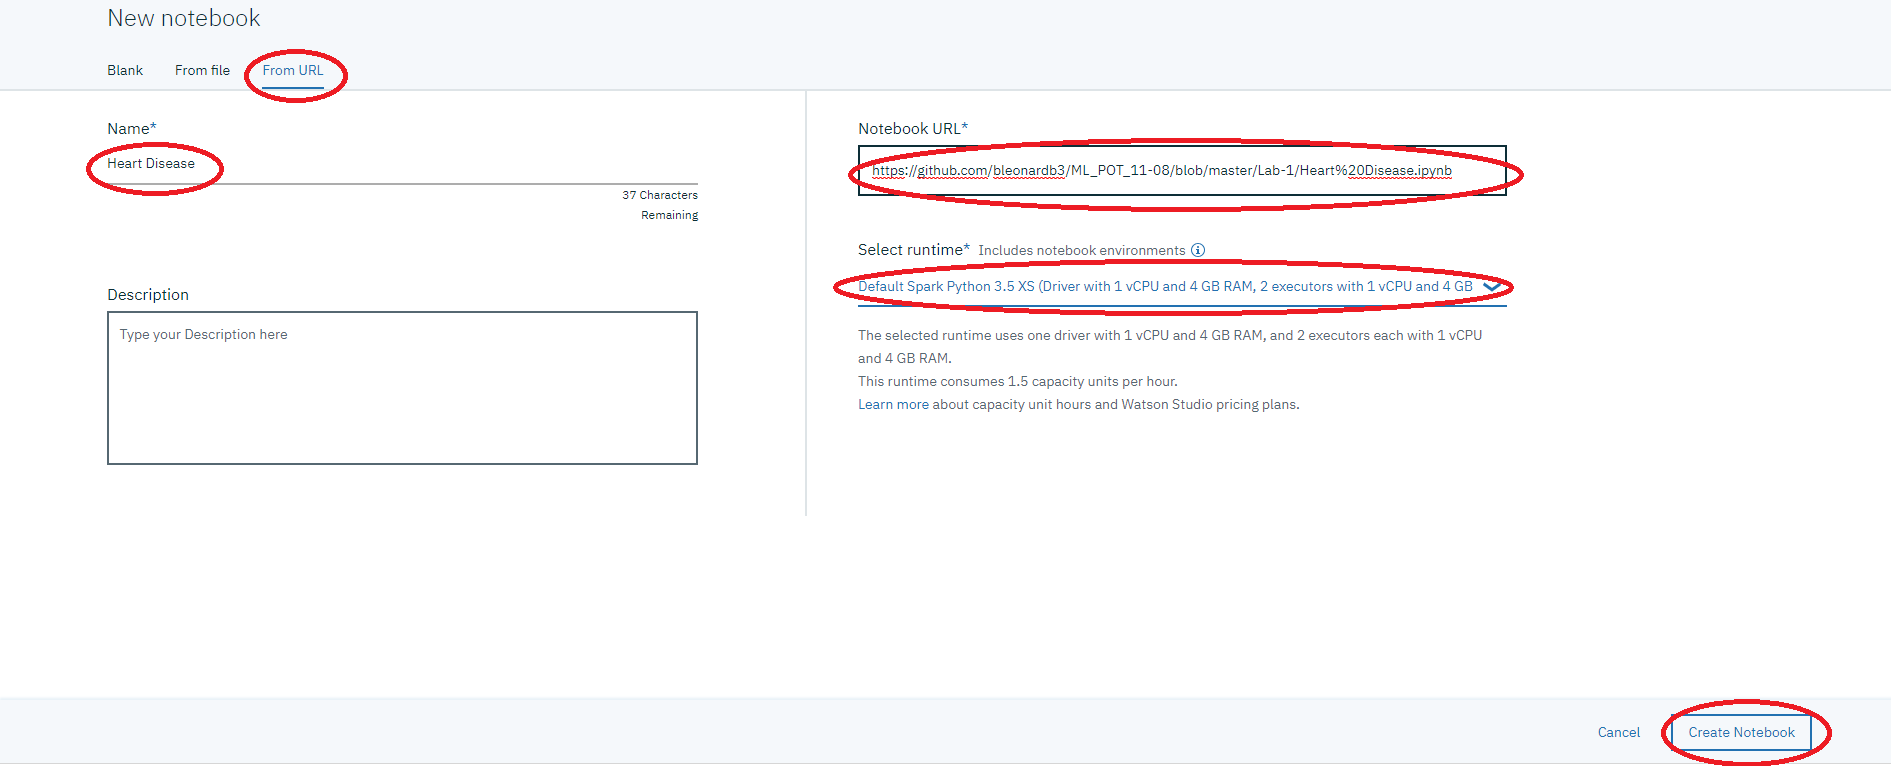 New notebook
Blank From file From URL
Name*
Heart Disease
37 Characters
Remaining
Description
Type your Description here
Notebook URL*
https://github.com/bleonardb3/ML_POT_11-08/blob/master/Lab-1/Heart%20Disease.ipynb
Select runtime* Includes notebook environments
Default Spark Python 3.5 XS (Driver with 1 vCPU and 4 GB RAM, 2 executors with 1 vCPU and 4 GB
The selected runtime uses one driver with 1 vCPU and 4 GB RAM, and 2 executors each with 1 vCPU
and 4 GB RAM.
This runtime consumes 1.5 capacity units per hour.
Learn more about capacity unit hours and Watson Studio pricing plans.
Cancel Create Notebook